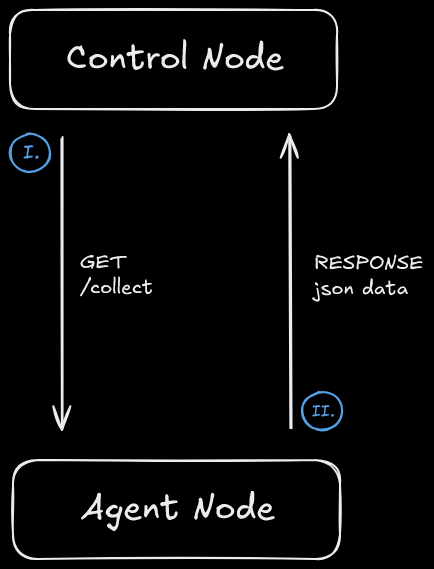 Control Node
I.
GET
/collect
RESPONSE
json data
II.
Agent Node